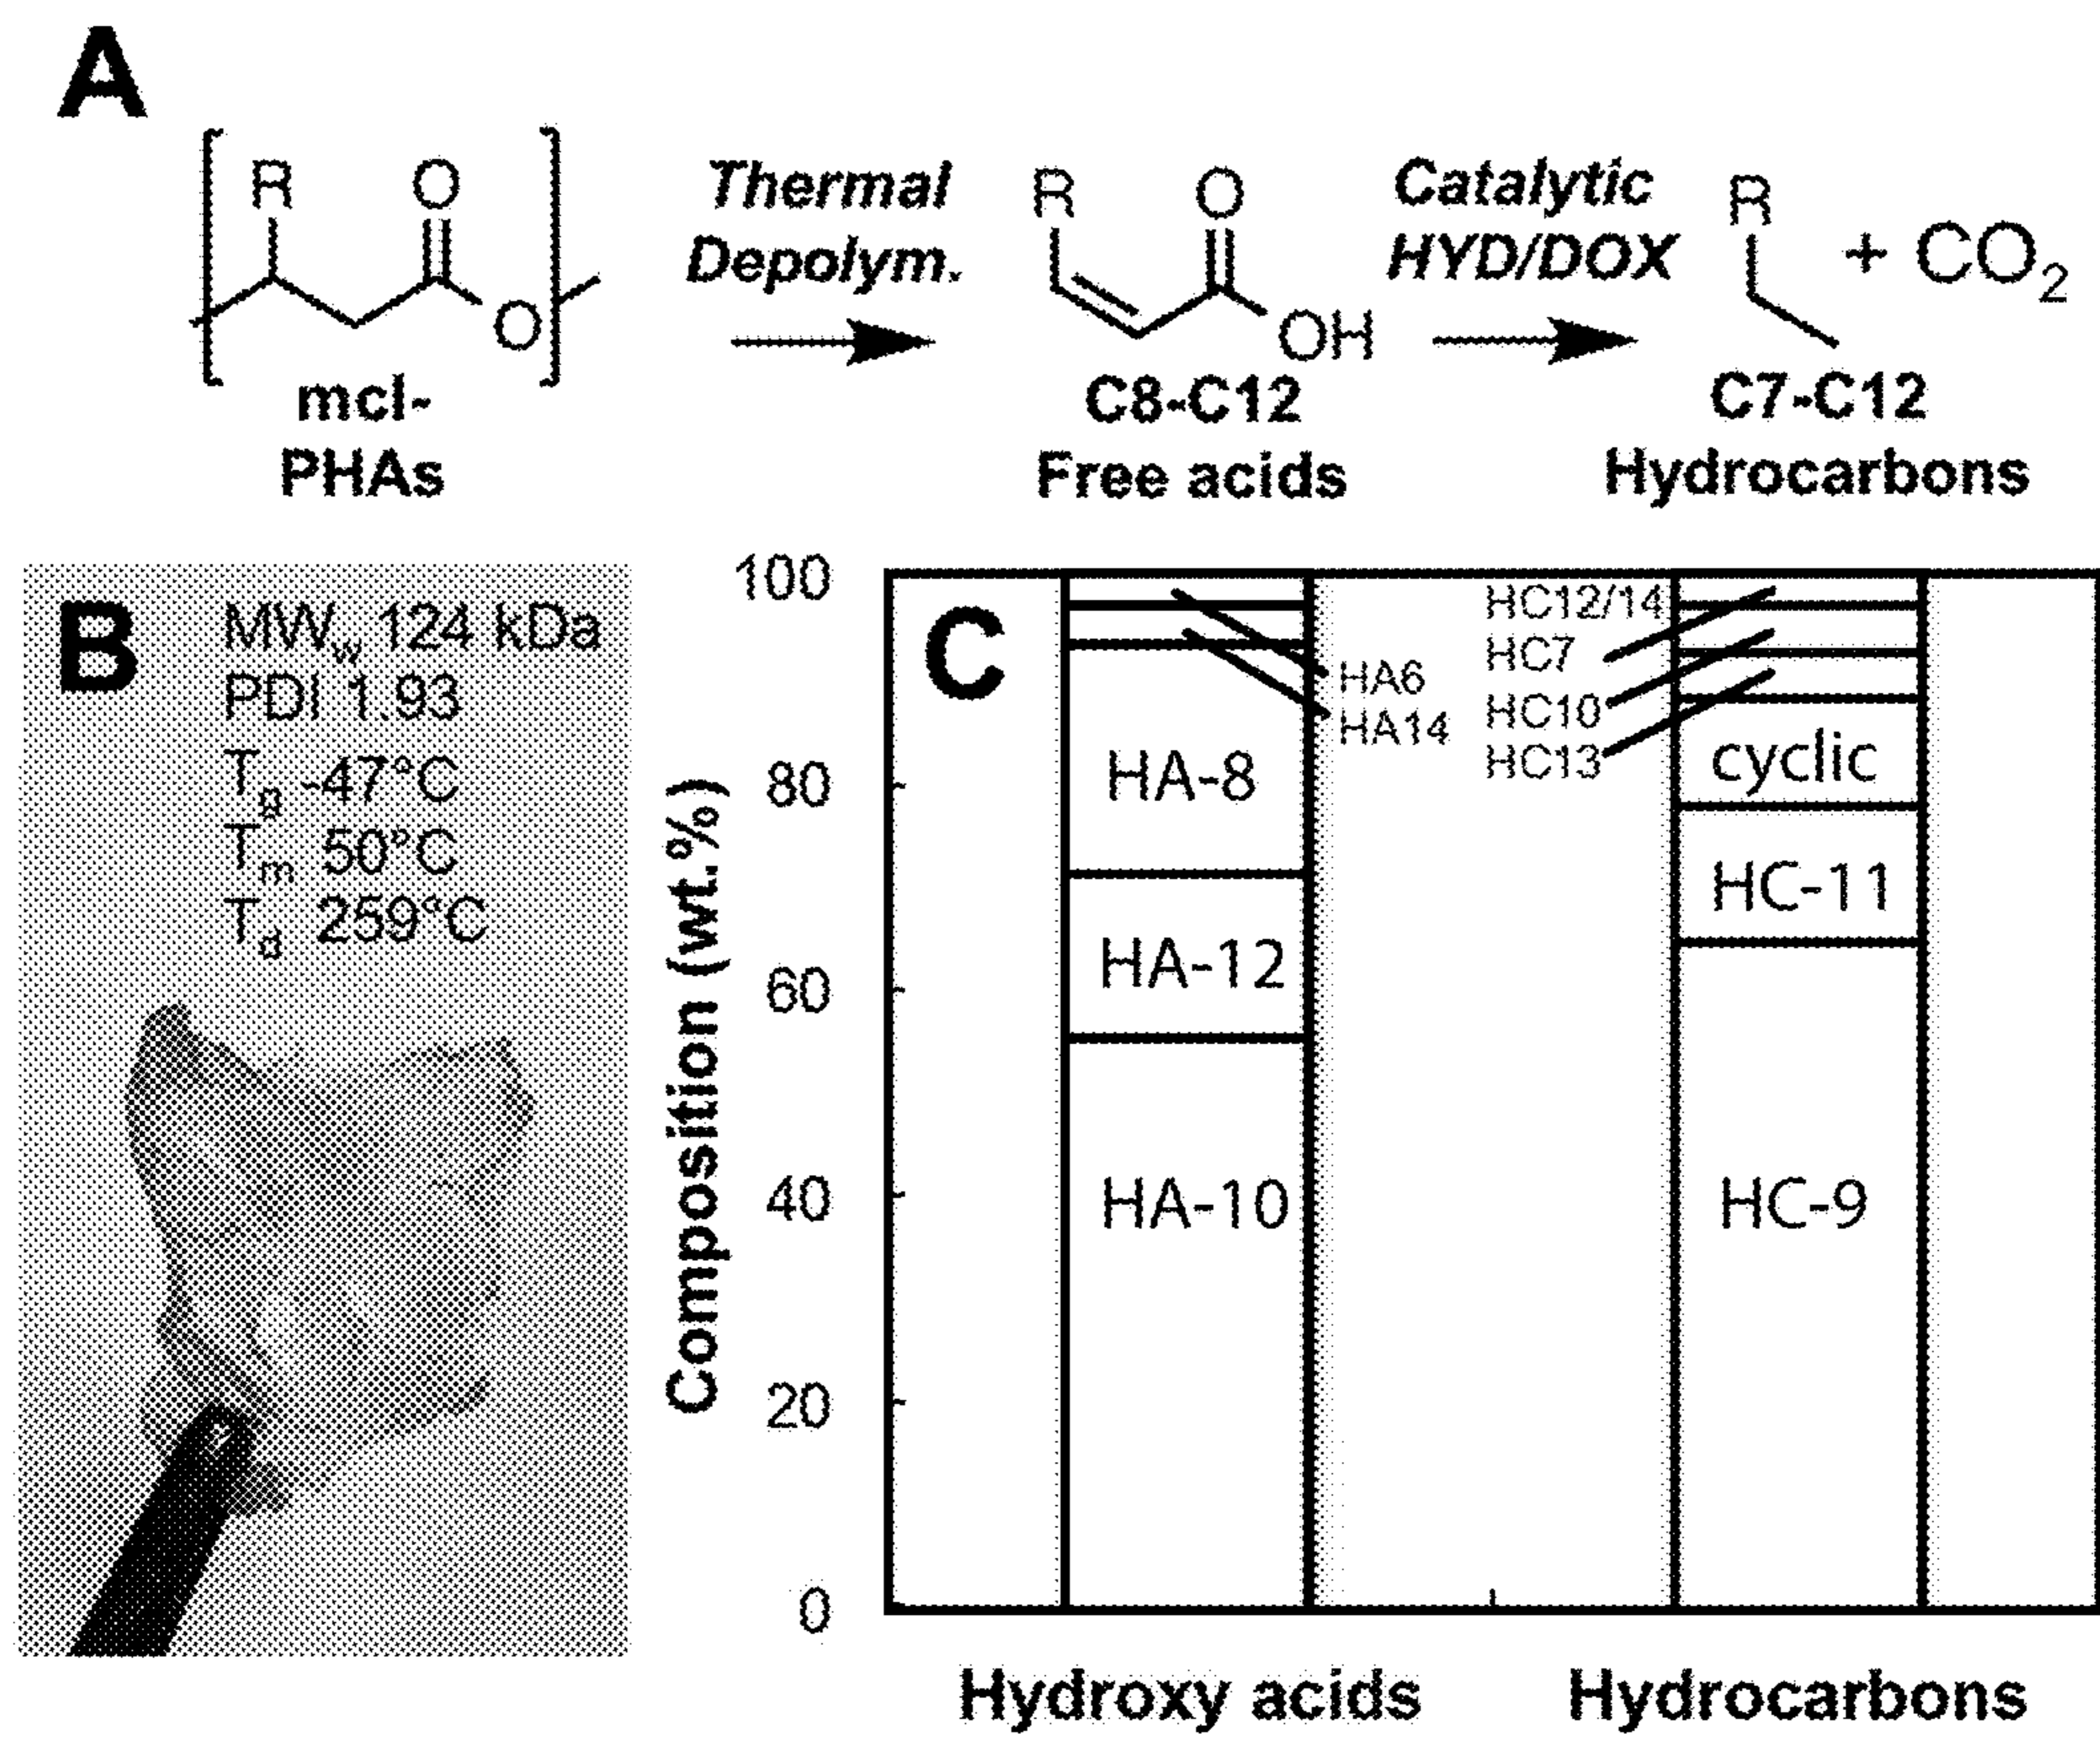 A
R O O
mcl-
PHAs
Thermal
Depolym.
R O OH
C8-C12
Free acids
Catalytic
HYD/DOX
R + CO2
C7-C12
Hydrocarbons
B
MWw 124 kDa
PDI 1.93
Tg -47°C
Tm 50°C
Td 259°C
C
Composition (wt.%)
100
80
60
40
20
0
HA6
HA14
HA-8
HA-12
HA-10
HC12/14
HC7
HC10
HC13
cyclic
HC-11
HC-9
Hydroxy acids
Hydrocarbons